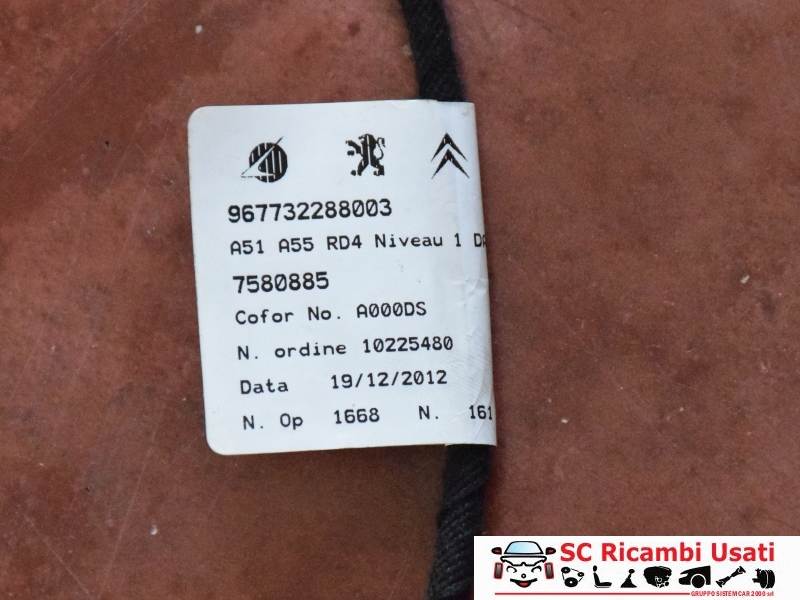 967732288003
A51 A55 RD4 Niveau 1
7580885
Cofor No. A000DS
N. ordine 10225480
Data 19/12/2012
N. Op 1668 N. 161
SC Ricambi Usati
GRUPPO SISTEMCAR 2000 srl